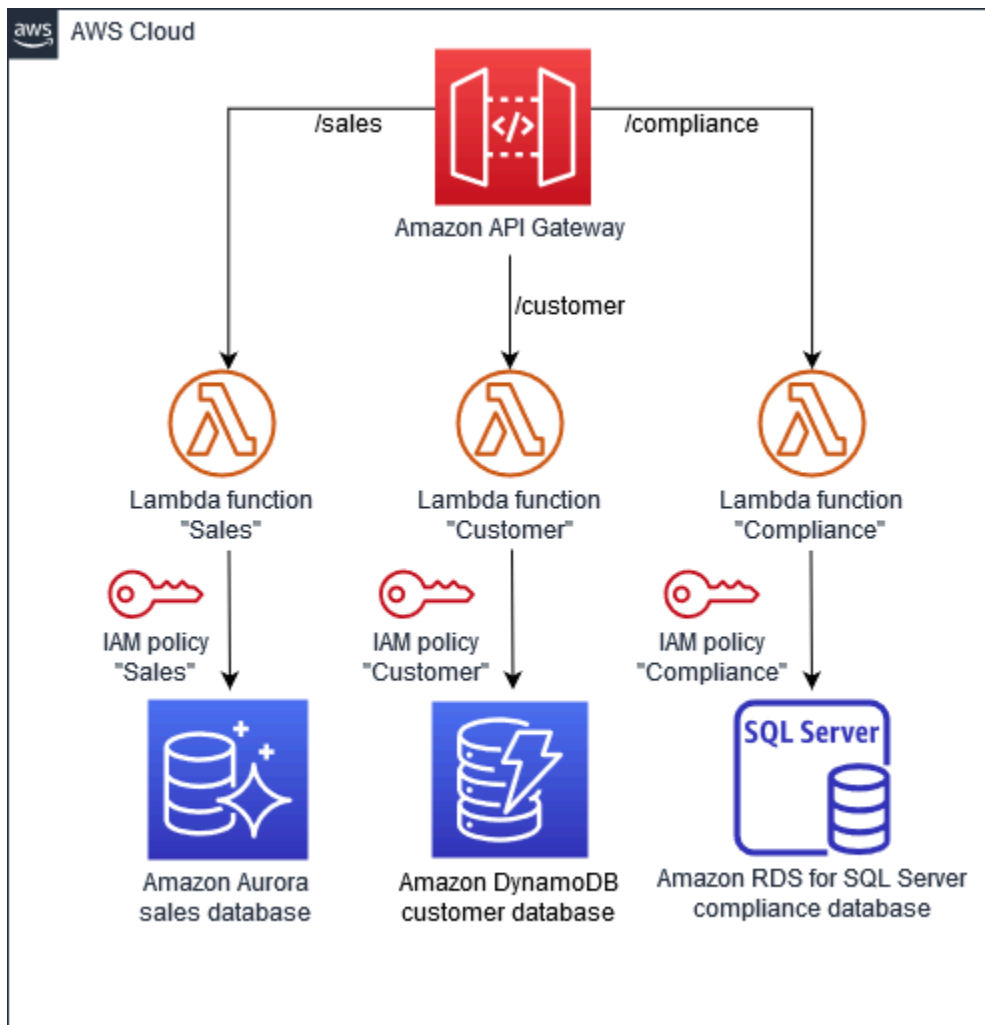 aws
AWS Cloud
/sales
/compliance
</>
Amazon API Gateway
/customer
Lambda function
"Sales"
Lambda function
"Customer"
Lambda function
"Compliance"
IAM policy
"Sales"
IAM policy
"Customer"
IAM policy
"Compliance"
SQL Server
Amazon Aurora
sales database
Amazon DynamoDB
customer database
Amazon RDS for SQL Server
compliance database